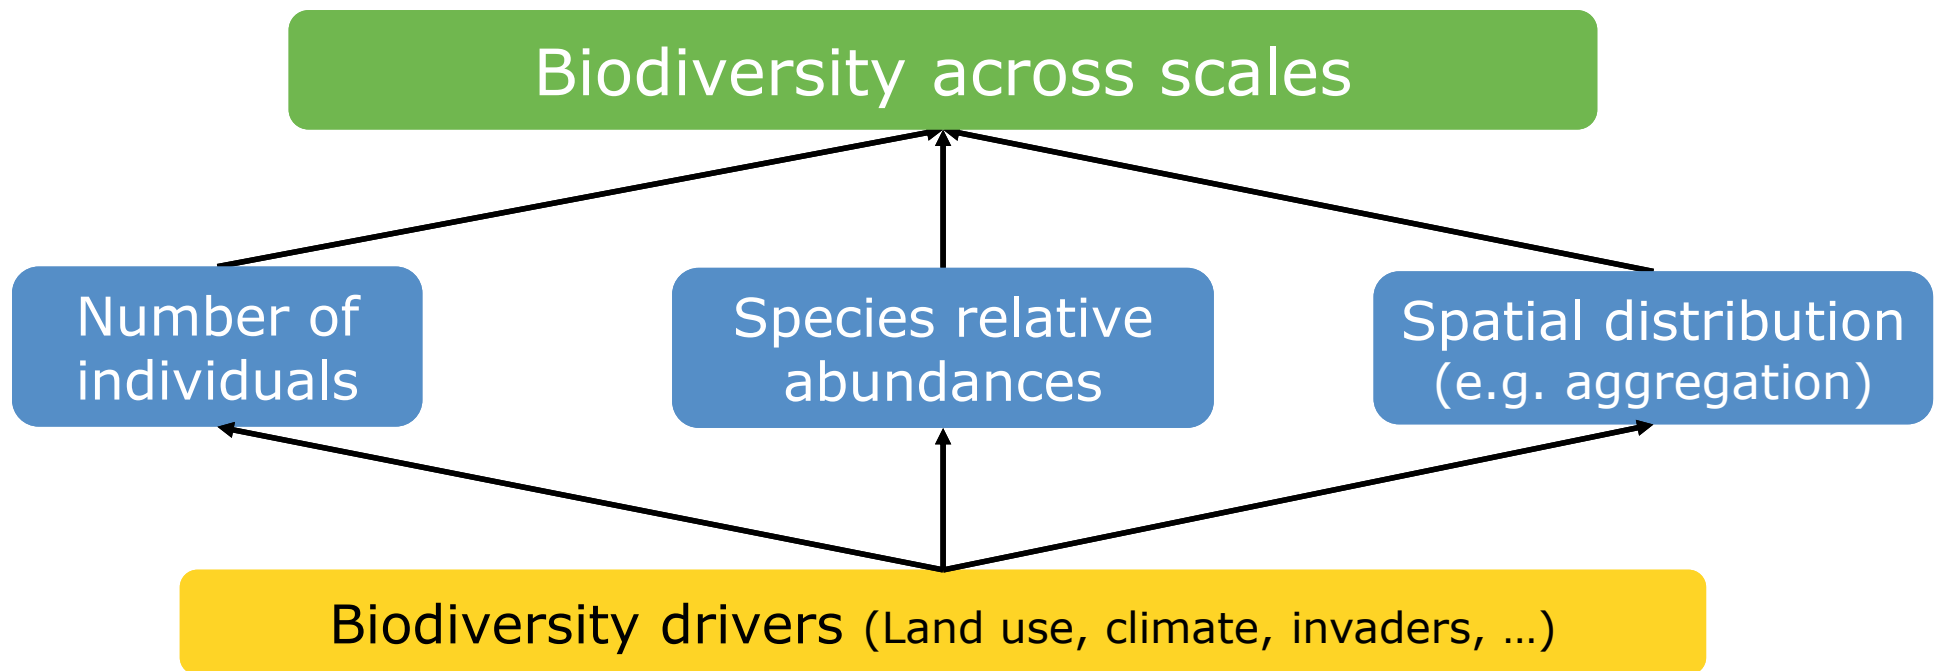 Biodiversity across scales
Number of
individuals
Species relative
abundances
Spatial distribution
(e.g. aggregation)
Biodiversity drivers (Land use, climate, invaders, ...)